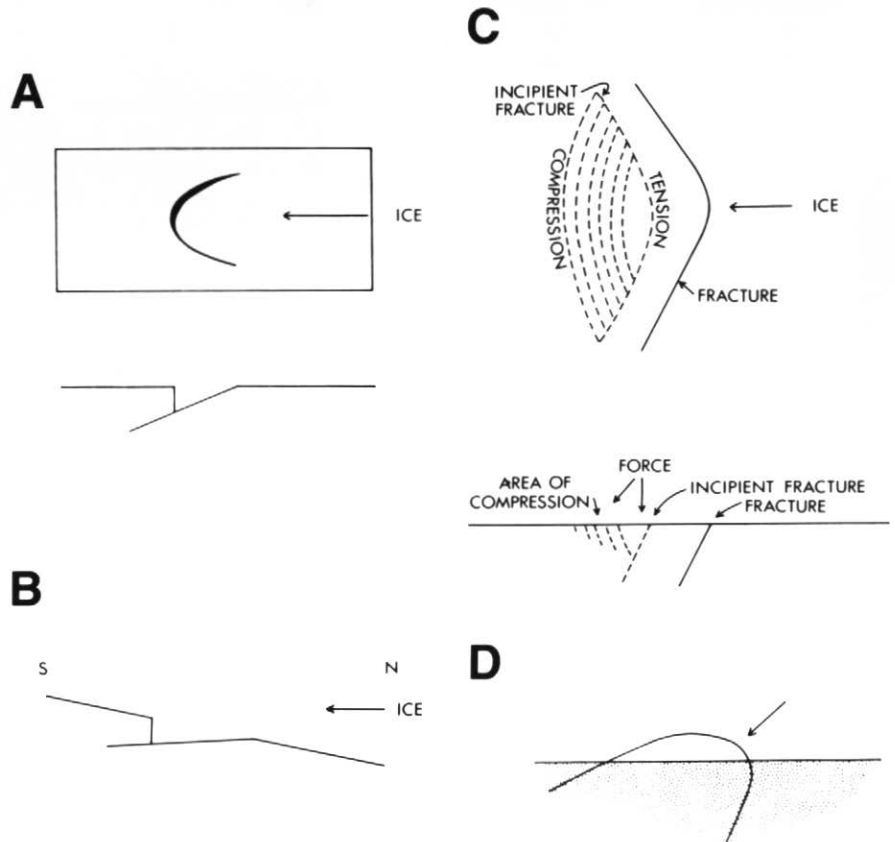 A
ICE
B
S
N
ICE
C
INCIPIENT
FRACTURE
COMPRESSION
TENSION
ICE
FRACTURE
FORCE
AREA OF
COMPRESSION
INCIPIENT FRACTURE
FRACTURE
D